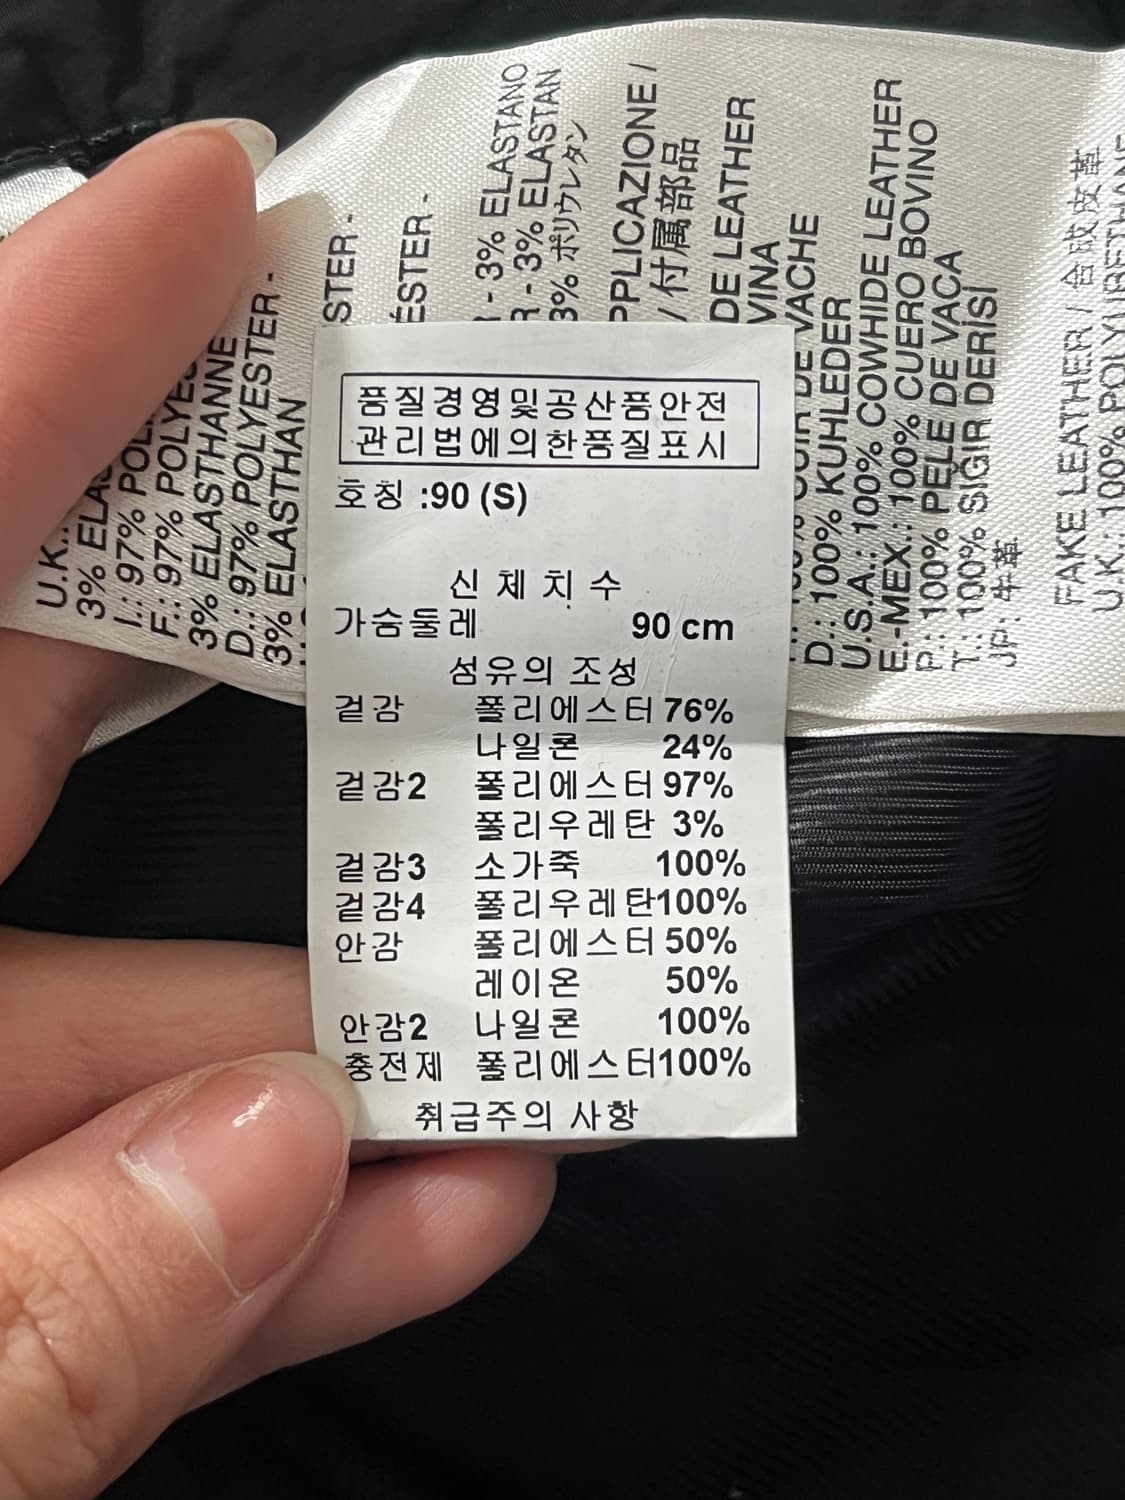 U.K.:
3% ELAS
I.: 97% POL
F.: 97% POLYES
3% ELASTHANNE
D.: 97% POLYESTER -
3% ELASTHAN
STER -
ÉSTER -
- 3% ELASTANO
R - 3% ELASTAN
3% ポリウレタン
PPLICAZIONE /
/ 付属部品
DE LEATHER
VINA
DE VACHE
D.: 100% KUHLEDER
U.S.A.: 100% COWHIDE LEATHER
E.-MEX.: 100% CUERO BOVINO
P.: 100% PELE DE VACA
T.: 100% SIĞIR DERİSİ
JP: 牛革
FAKE LEATHER / 合成皮革
U.K.: 100% POLYURETHANE
품질경영및공산품안전
관리법에의한품질표시
호칭 :90 (S)
신체치수
가슴둘레 90 cm
섬유의 조성
겉감 폴리에스터 76%
나일론 24%
겉감2 폴리에스터 97%
폴리우레탄 3%
겉감3 소가죽 100%
겉감4 폴리우레탄100%
안감 폴리에스터 50%
레이온 50%
안감2 나일론 100%
충전제 폴리에스터100%
취급주의 사항